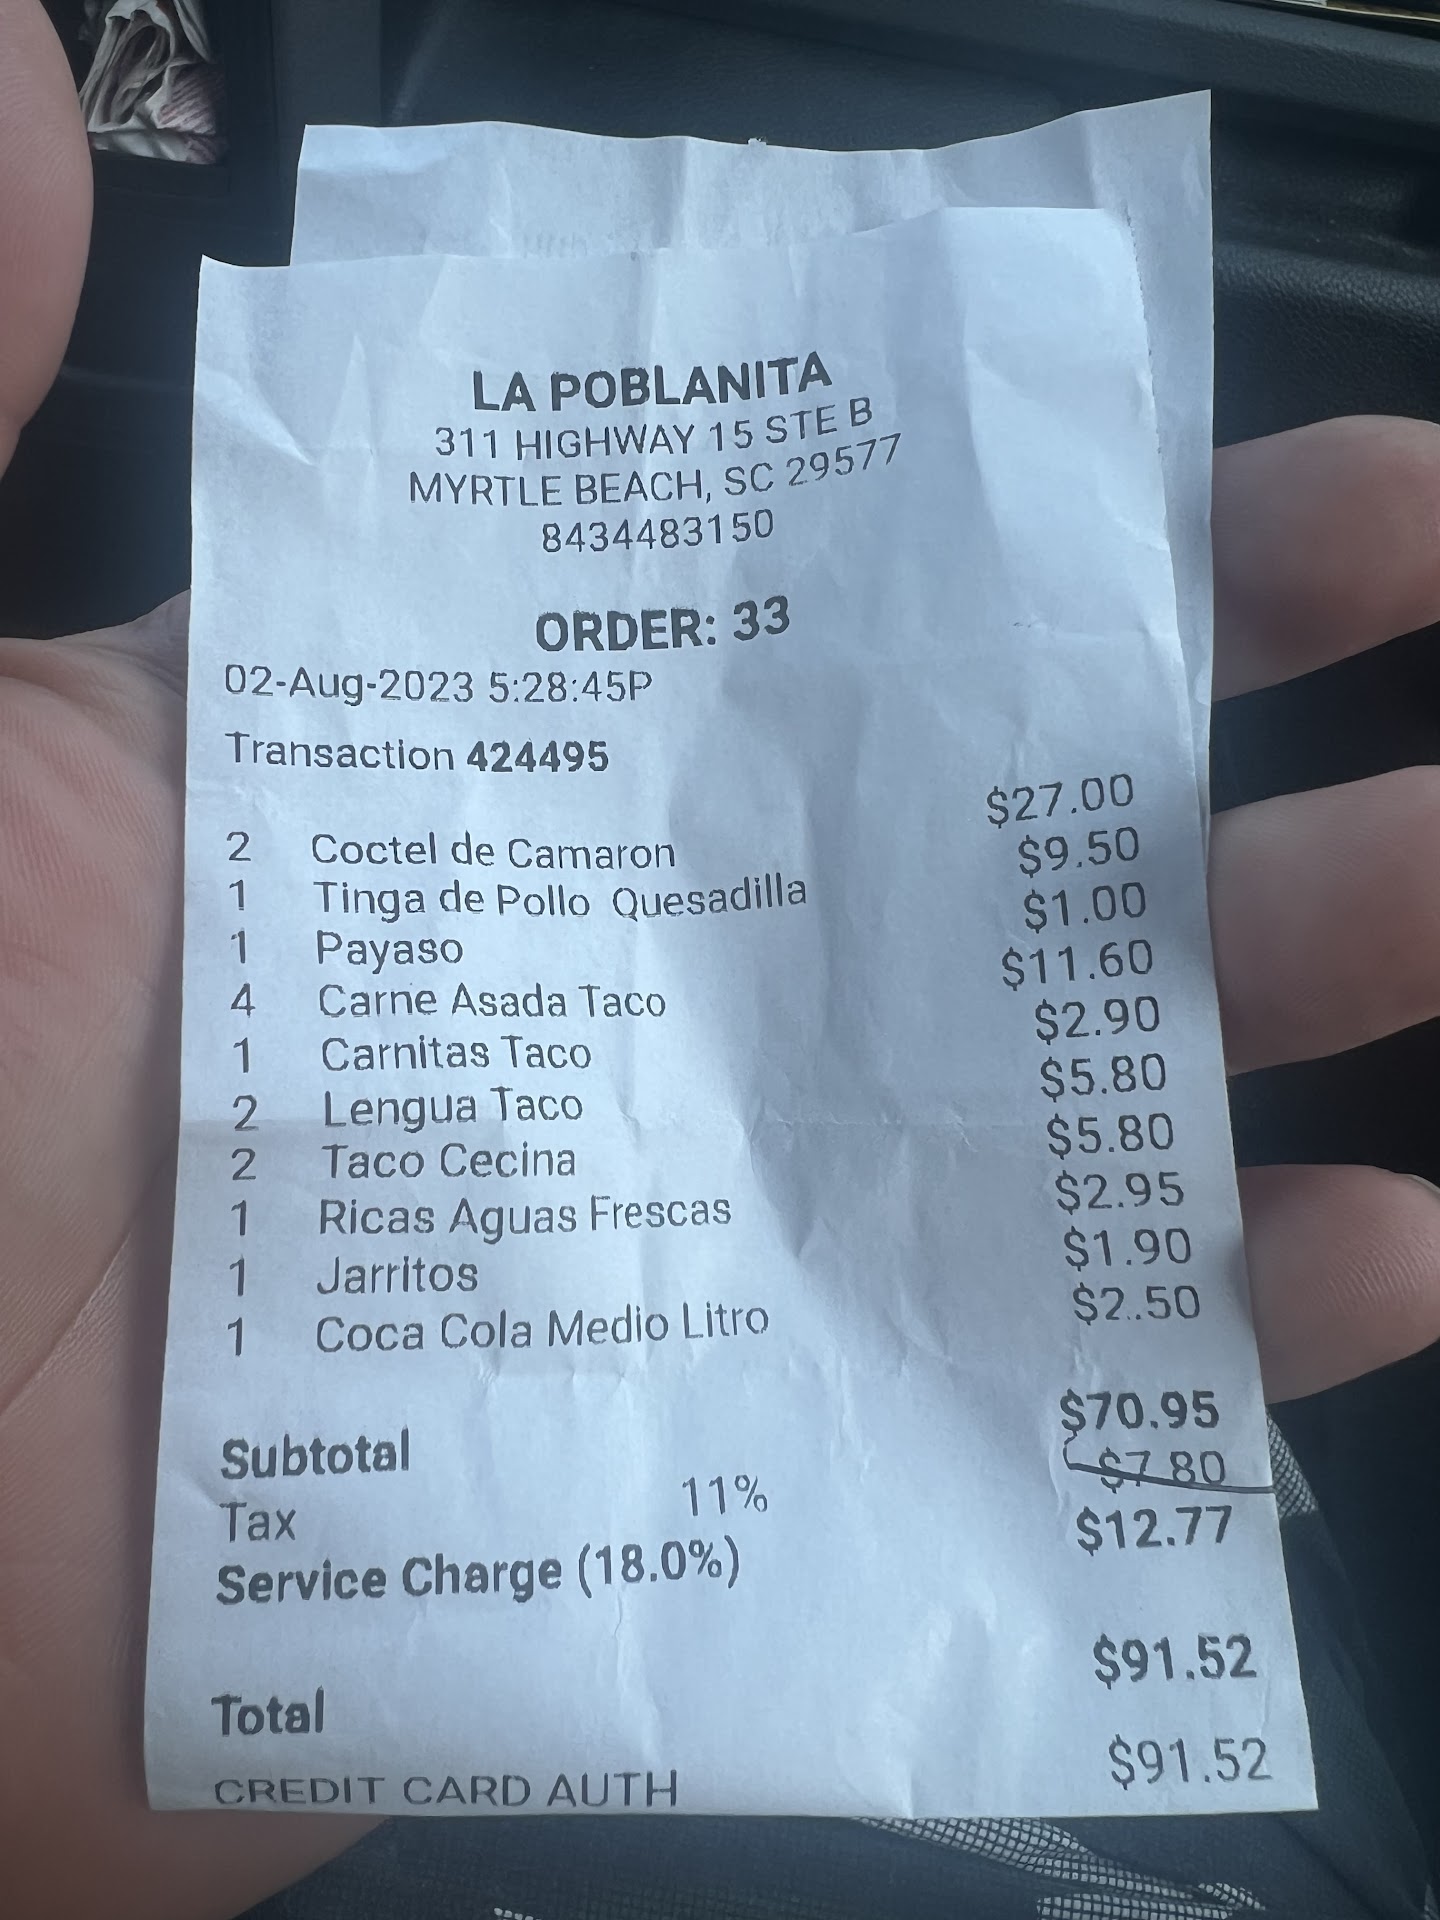 LA POBLANITA
311 HIGHWAY 15 STE B
MYRTLE BEACH, SC 29577
8434483150
ORDER: 33
02-Aug-2023 5:28:45P
Transaction 424495
2 Coctel de Camaron $27.00
1 Tinga de Pollo Quesadilla $9.50
1 Payaso $1.00
4 Carne Asada Taco $11.60
1 Carnitas Taco $2.90
2 Lengua Taco $5.80
2 Taco Cecina $5.80
1 Ricas Aguas Frescas $2.95
1 Jarritos $1.90
1 Coca Cola Medio Litro $2.50
Subtotal $70.95
Tax 11% $7.80
Service Charge (18.0%) $12.77
Total $91.52
CREDIT CARD AUTH $91.52